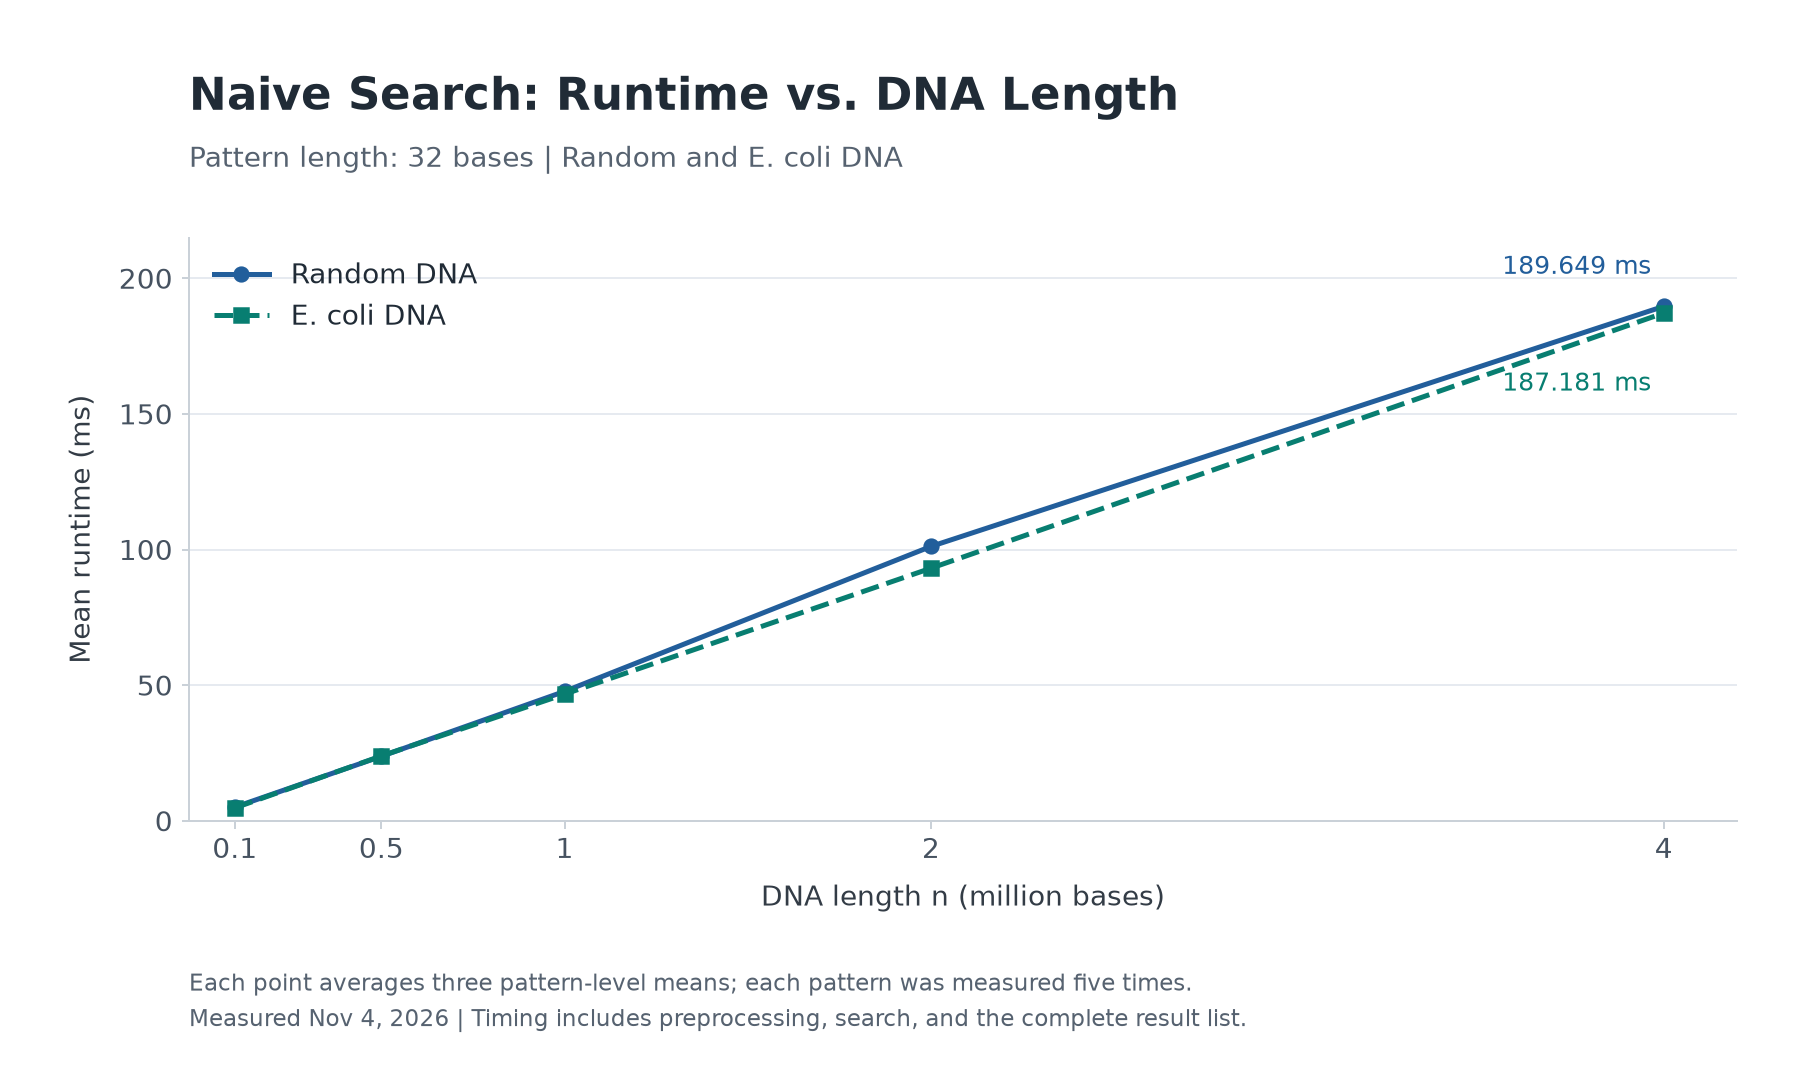 Naive Search: Runtime vs. DNA Length
Pattern length: 32 bases | Random and E. coli DNA
Random DNA
E. coli DNA
189.649 ms
187.181 ms
Mean runtime (ms)
200
150
100
50
0
0.1 0.5 1 2 4
DNA length n (million bases)
Each point averages three pattern-level means; each pattern was measured five times.
Measured Nov 4, 2026 | Timing includes preprocessing, search, and the complete result list.